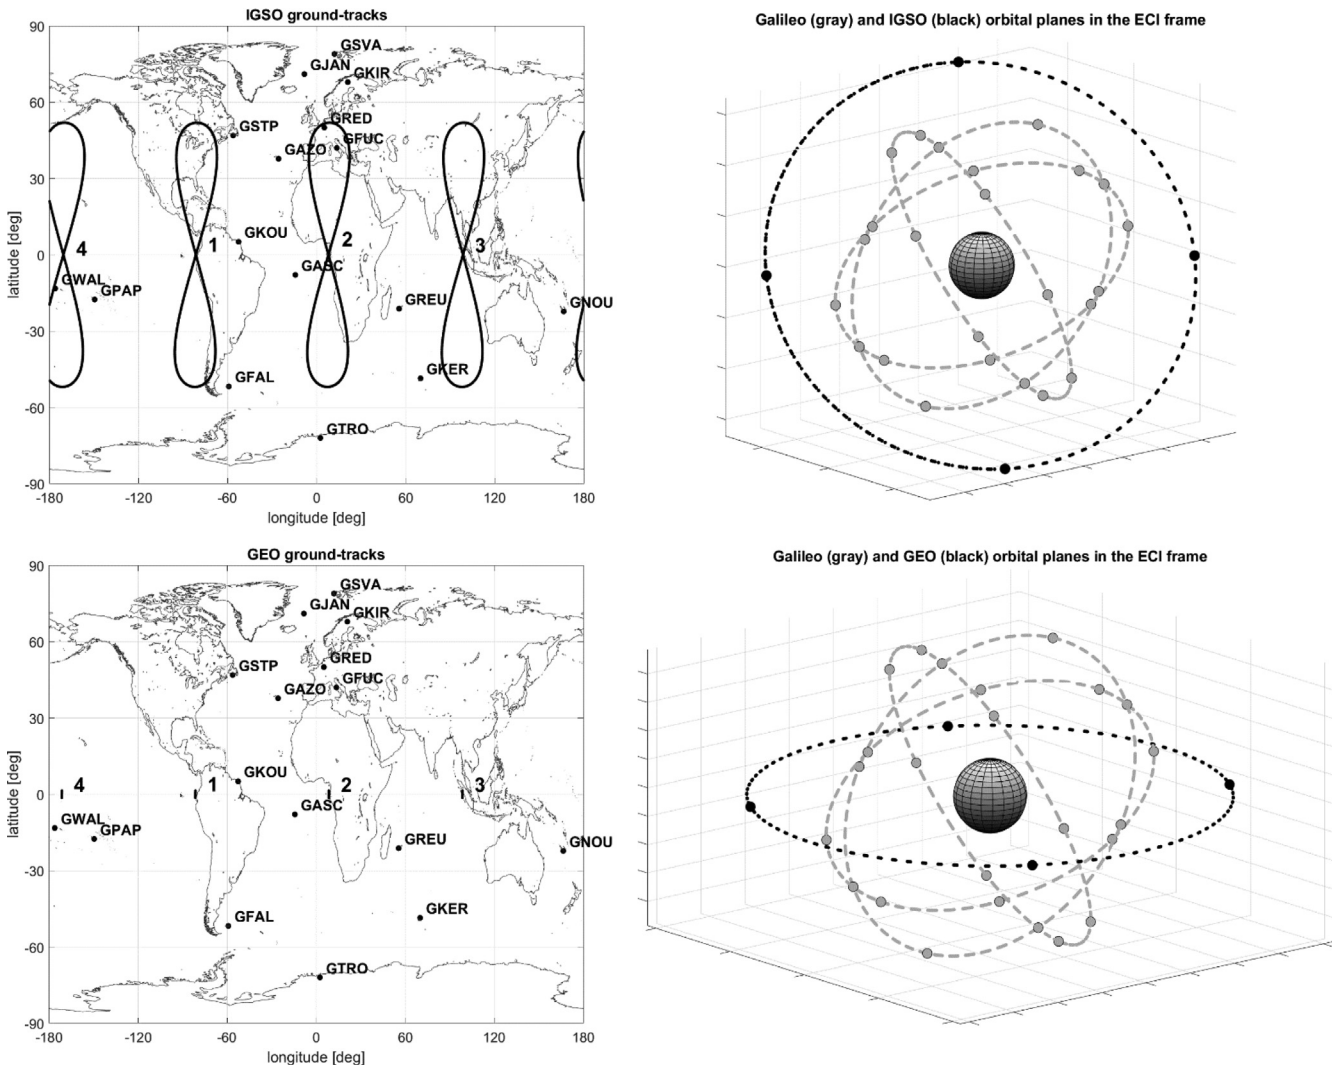 IGSO ground-tracks
90
GSVA
GJAN
GKIR
60
GRED
GSTP
GFUC
GAZO
30
latitude [deg]
GKOU
4
1
2
3
0
GASC
GWAL
GPAP
GREU
GNOU
-30
GKER
GFAL
-60
GTRO
-90
-180
-120
-60
0
60
120
180
longitude [deg]
Galileo (gray) and IGSO (black) orbital planes in the ECI frame
GEO ground-tracks
90
GSVA
GJAN
GKIR
60
GRED
GSTP
GFUC
GAZO
30
latitude [deg]
GKOU
4
1
2
3
0
GASC
GWAL
GPAP
GREU
GNOU
-30
GKER
GFAL
-60
GTRO
-90
-180
-120
-60
0
60
120
180
longitude [deg]
Galileo (gray) and GEO (black) orbital planes in the ECI frame